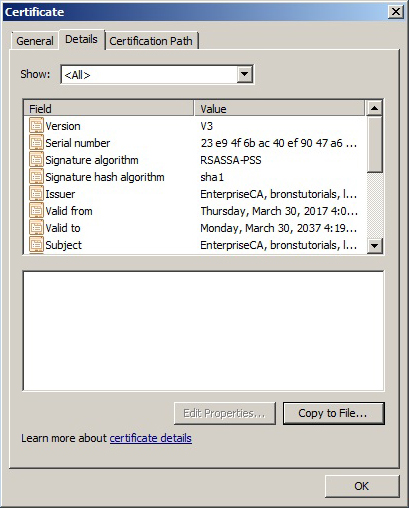 Certificate
General Details Certification Path
Show: <All>
Field Value
Version V3
Serial number 23 e9 4f 6b ac 40 ef 90 47 a6 ...
Signature algorithm RSASSA-PSS
Signature hash algorithm sha1
Issuer EnterpriseCA, bronstutorials, l...
Valid from Thursday, March 30, 2017 4:0...
Valid to Monday, March 30, 2037 4:19...
Subject EnterpriseCA, bronstutorials, l...
Edit Properties... Copy to File...
Learn more about certificate details
OK